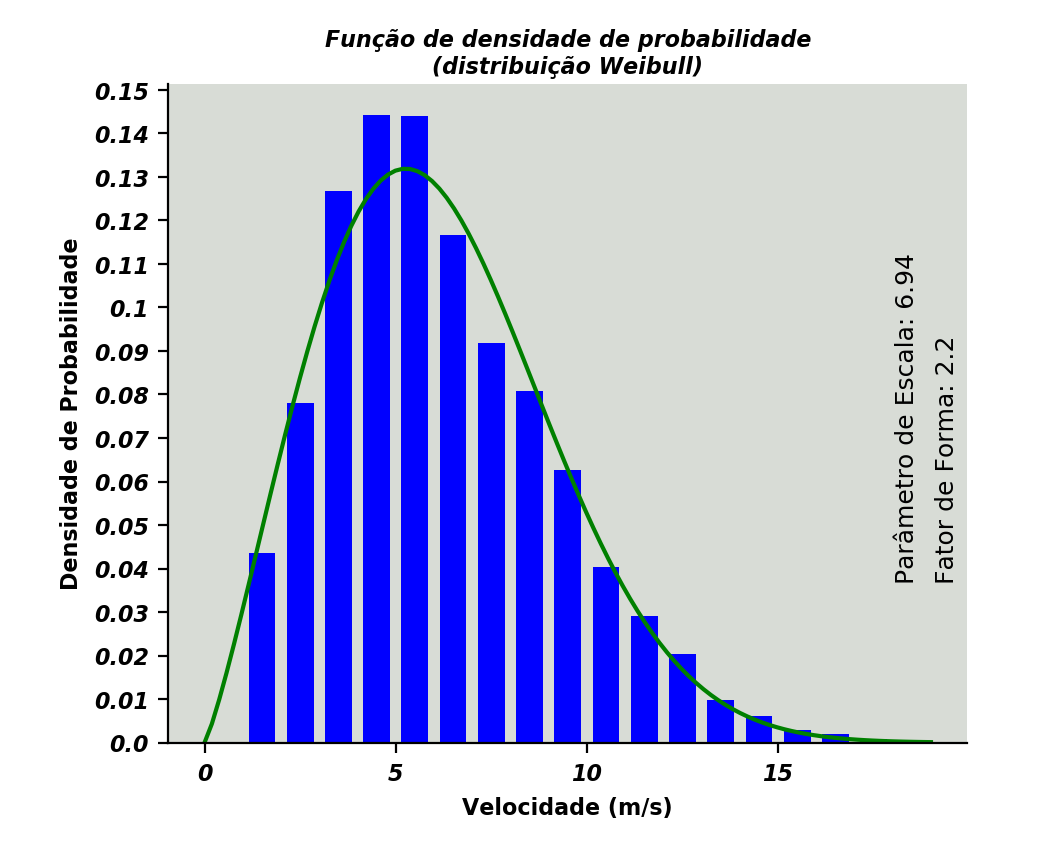 Função de densidade de probabilidade
(distribuição Weibull)
Densidade de Probabilidade
0.15
0.14
0.13
0.12
0.11
0.1
0.09
0.08
0.07
0.06
0.05
0.04
0.03
0.02
0.01
0.0
Parâmetro de Escala: 6.94
Fator de Forma: 2.2
0 5 10 15
Velocidade (m/s)